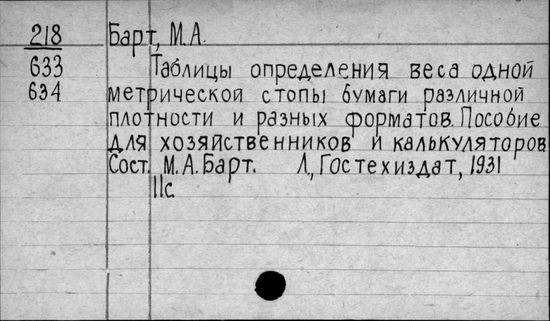 218 Барт, М.А.
633 Таблицы определения веса одной
634 метрической стопы бумаги различной
плотности и разных форматов. Пособие
для хозяйственников и калькуляторов
Сост. М.А. Барт. Л., Гостехиздат, 1931
11с.